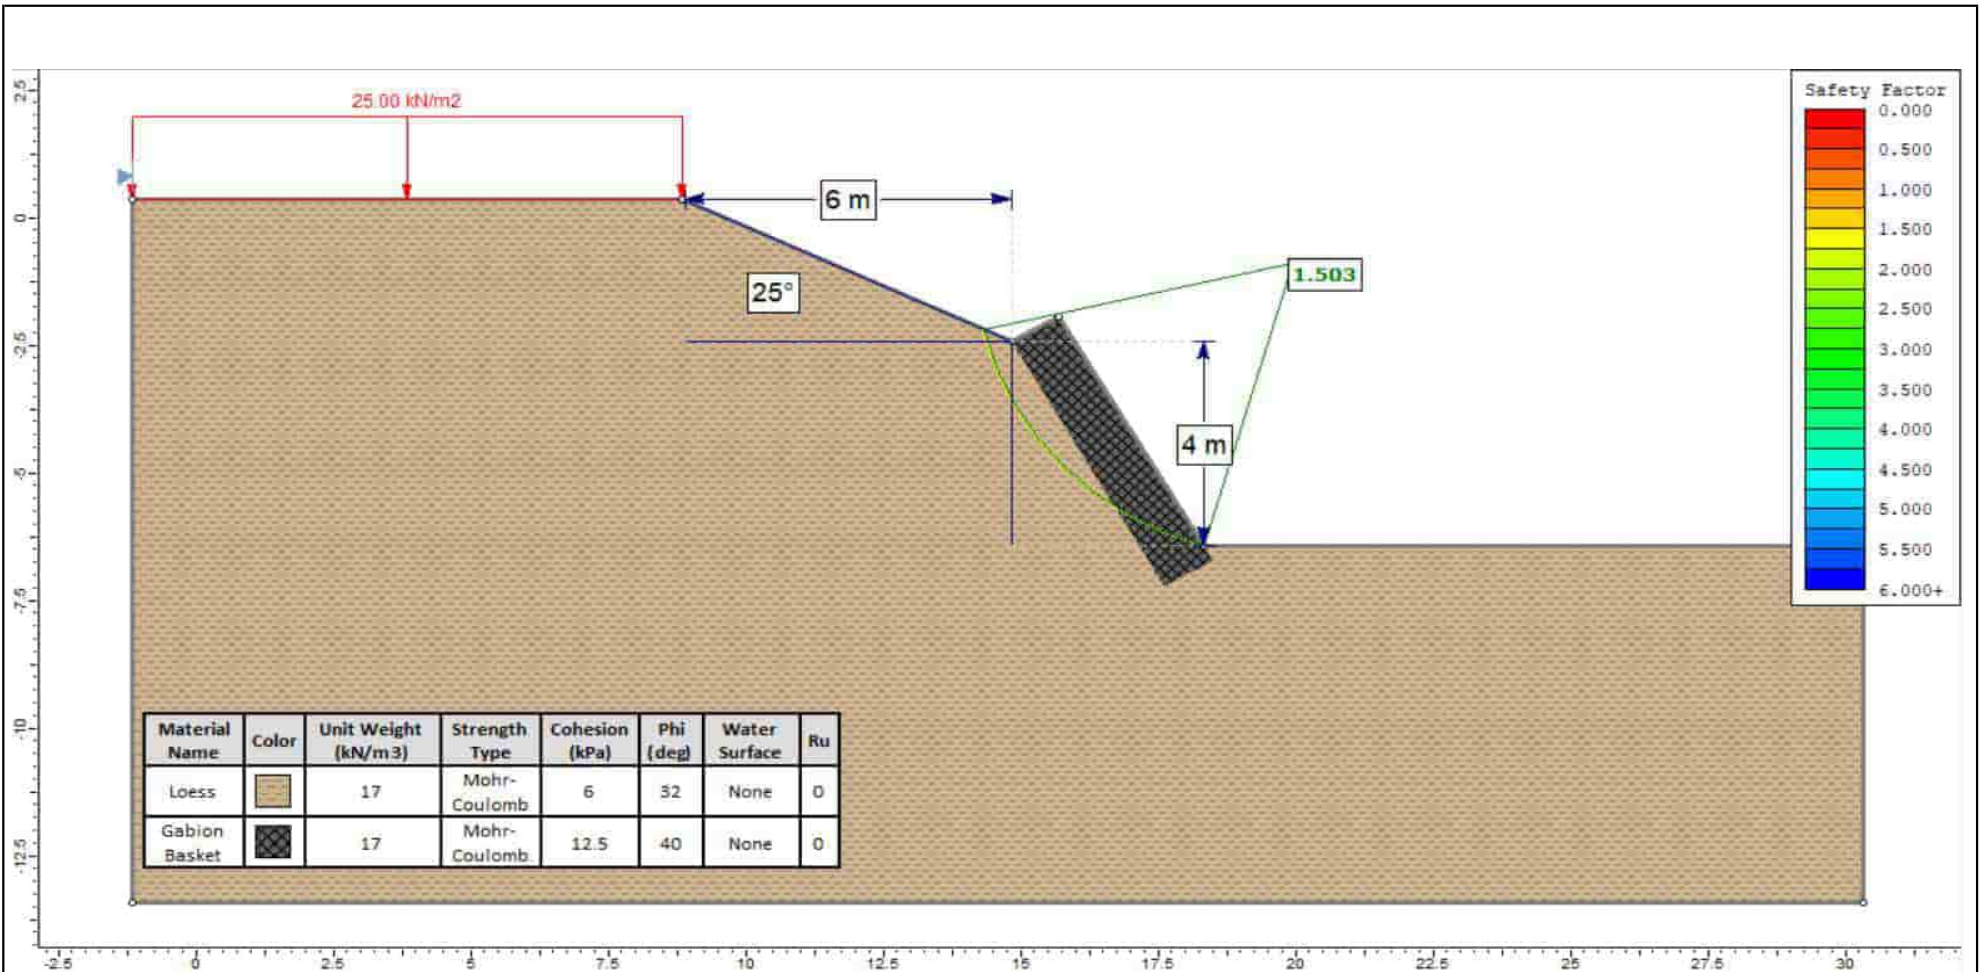 25.00 kN/m2
6 m
25°
1.503
4 m
Safety Factor
0.000
0.500
1.000
1.500
2.000
2.500
3.000
3.500
4.000
4.500
5.000
5.500
6.000+
Material Name Color Unit Weight (kN/m3) Strength Type Cohesion (kPa) Phi (deg) Water Surface Ru
Loess 17 Mohr-Coulomb 6 32 None 0
Gabion Basket 17 Mohr-Coulomb 12.5 40 None 0
2.5
0
-2.5
-5
-7.5
-10
-12.5
-2.5 0 2.5 5 7.5 10 12.5 15 17.5 20 22.5 25 27.5 30